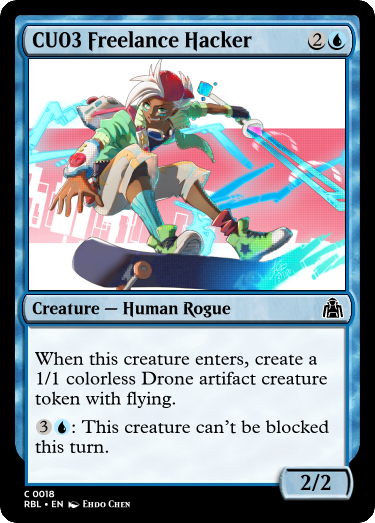 CU03 Freelance Hacker 2
Creature — Human Rogue
When this creature enters, create a
1/1 colorless Drone artifact creature
token with flying.
3: This creature can't be blocked
this turn.
2/2
C 0018
RBL • EN Ehdo Chen